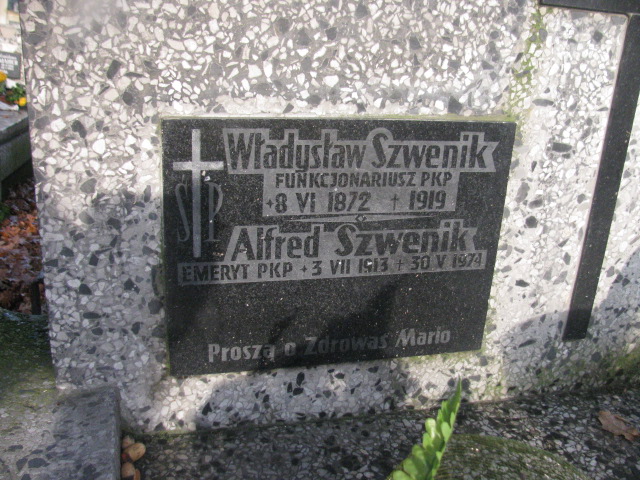 Władysław Szwenik
FUNKCJONARIUSZ PKP
+8 VI 1872 + 1919
Ś P
Alfred Szwenik
EMERYT PKP + 3 VII 1913 + 30 V 1974
Proszą o Zdrowaś Mario